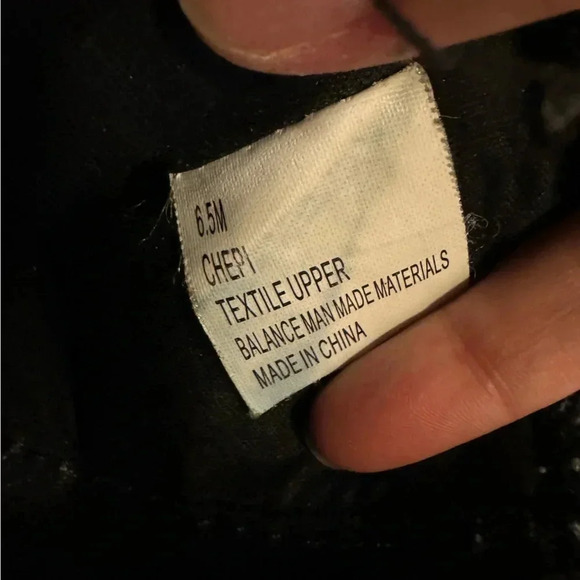 6.5M
CHEPI
TEXTILE UPPER
BALANCE MAN MADE MATERIALS
MADE IN CHINA